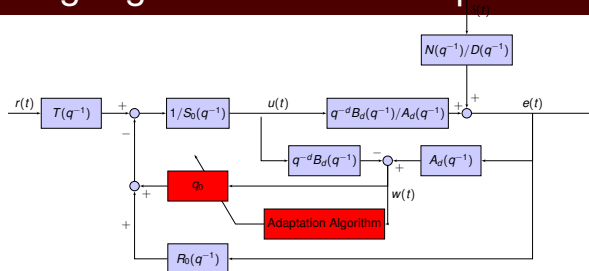 δ(t)
N(q⁻¹)/D(q⁻¹)
r(t)
T(q⁻¹)
+
−
1/S₀(q⁻¹)
u(t)
q⁻ᵈB_d(q⁻¹)/A_d(q⁻¹)
+
+
e(t)
q⁻ᵈB_d(q⁻¹)
−
+
A_d(q⁻¹)
w(t)
q₀
+
+
Adaptation Algorithm
R₀(q⁻¹)